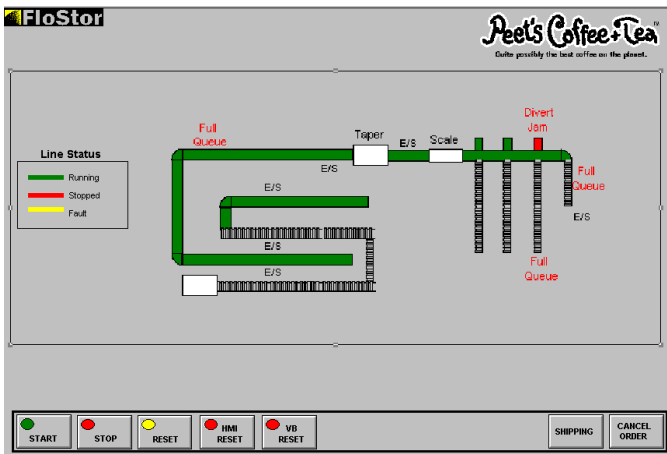 FloStor
Peet's Coffee & Tea
Quite possibly the best coffee on the planet.
Divert
Jam
Full
Queue
Taper
E/S
Scale
Line Status
E/S
Full
Queue
Running
E/S
Stopped
Fault
E/S
E/S
Full
Queue
E/S
START
STOP
RESET
HMI
RESET
VB
RESET
SHIPPING
CANCEL
ORDER